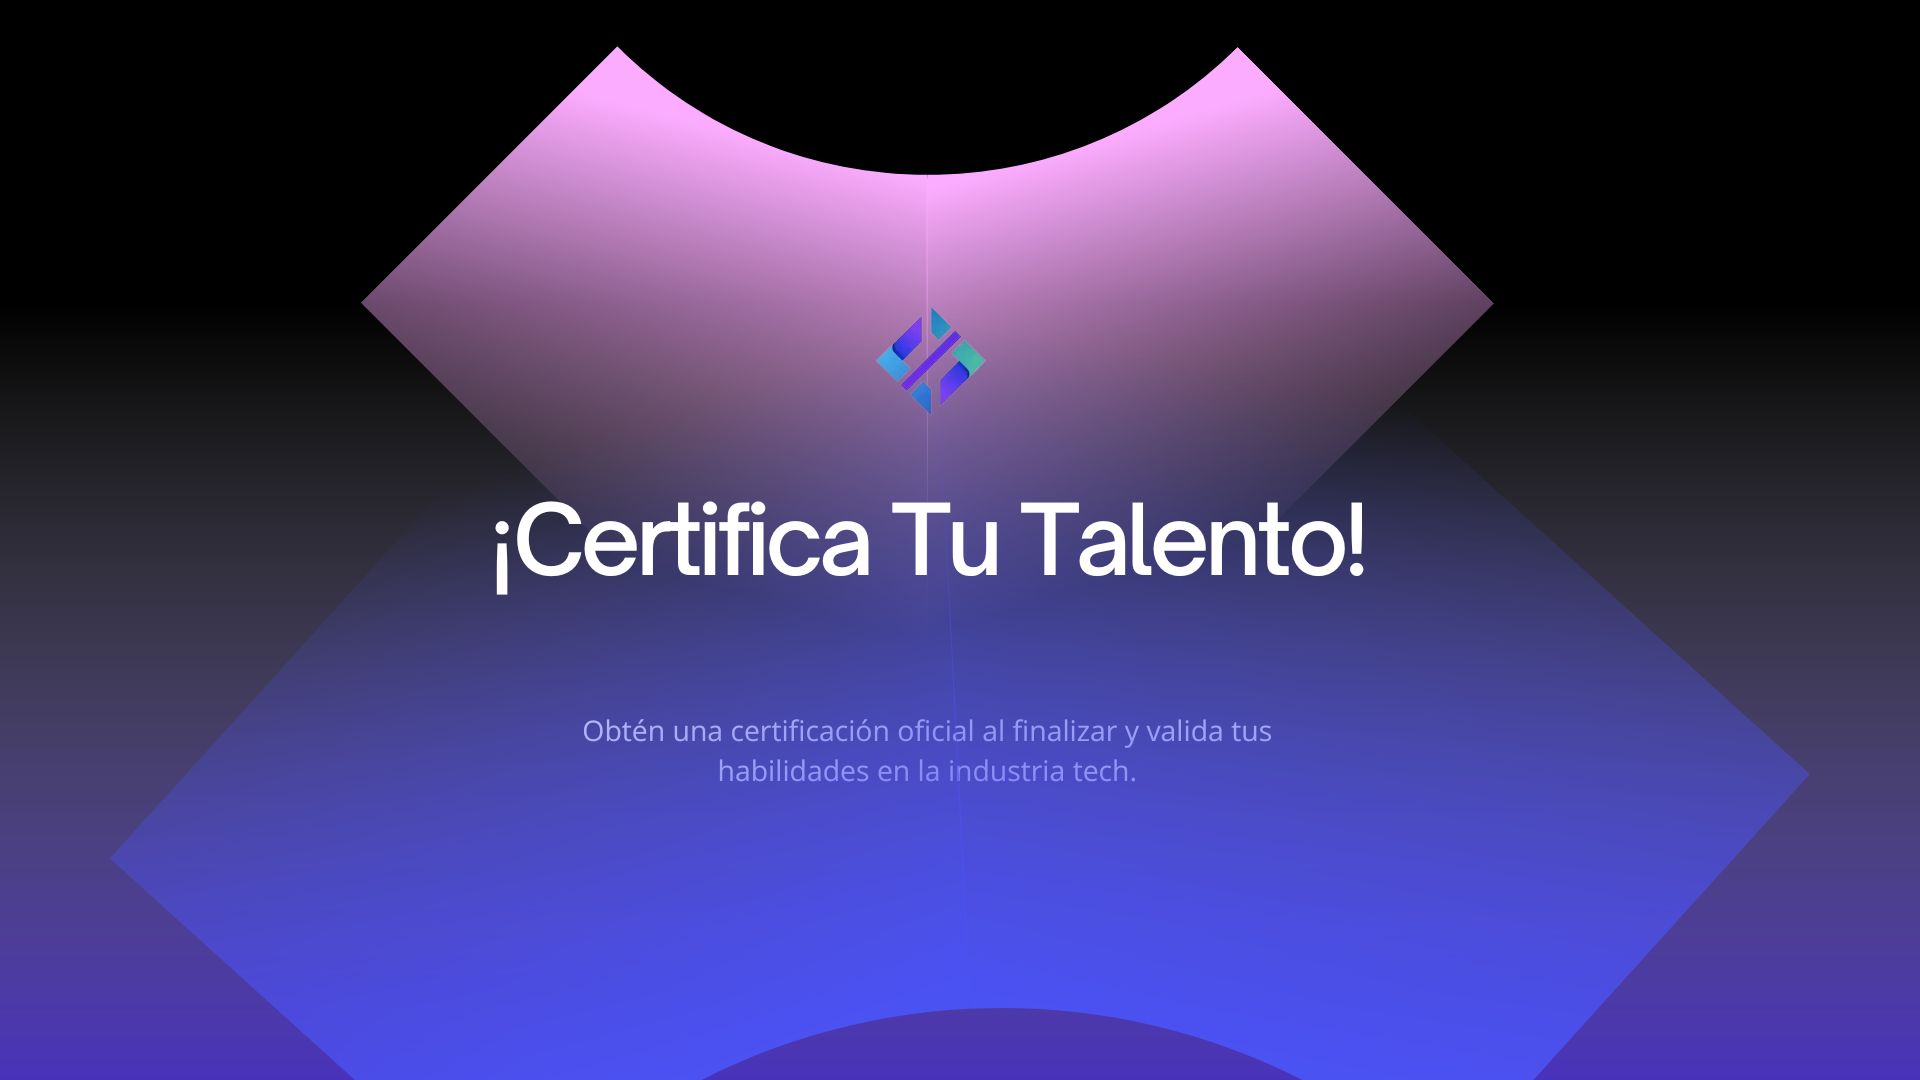 ¡Certifica Tu Talento!
Obtén una certificación oficial al finalizar y valida tus
habilidades en la industria tech.